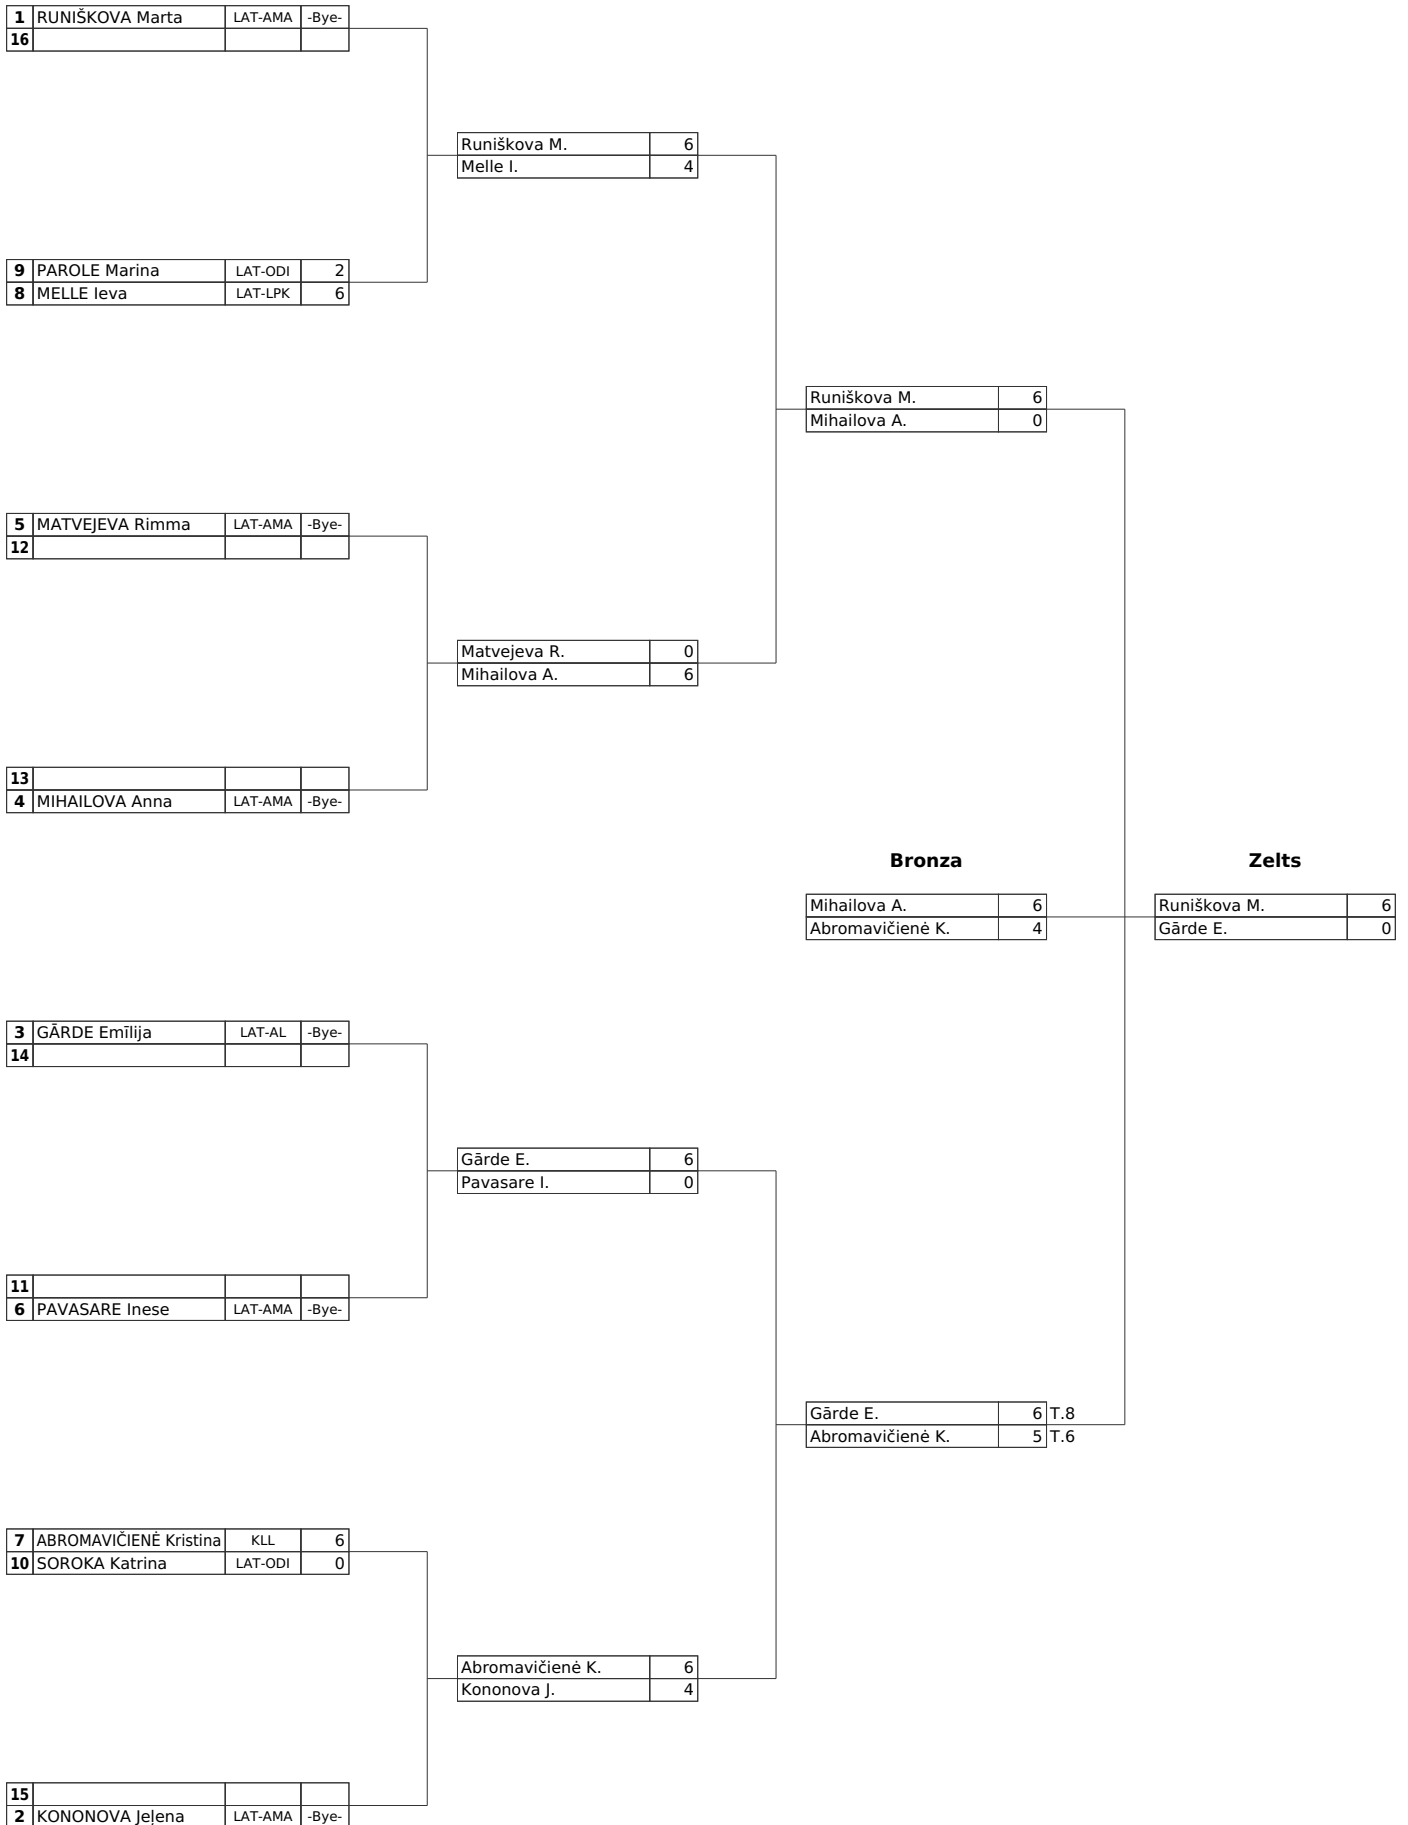 1 RUNIŠKOVA Marta LAT-AMA -Bye-
16
Runiškova M. 6
Melle I. 4
9 PAROLE Marina LAT-ODI 2
8 MELLE Ieva LAT-LPK 6
Runiškova M. 6
Mihailova A. 0
5 MATVEJEVA Rimma LAT-AMA -Bye-
12
Matvejeva R. 0
Mihailova A. 6
13
4 MIHAILOVA Anna LAT-AMA -Bye-
Bronza Zelts
Mihailova A. 6 Runiškova M. 6
Abromavičienė K. 4 Gārde E. 0
3 GĀRDE Emīlija LAT-AL -Bye-
14
Gārde E. 6
Pavasare I. 0
11
6 PAVASARE Inese LAT-AMA -Bye-
Gārde E. 6 T.8
Abromavičienė K. 5 T.6
7 ABROMAVIČIENĖ Kristina KLL 6
10 SOROKA Katrina LAT-ODI 0
Abromavičienė K. 6
Kononova J. 4
15
2 KONONOVA Jeļena LAT-AMA -Bye-